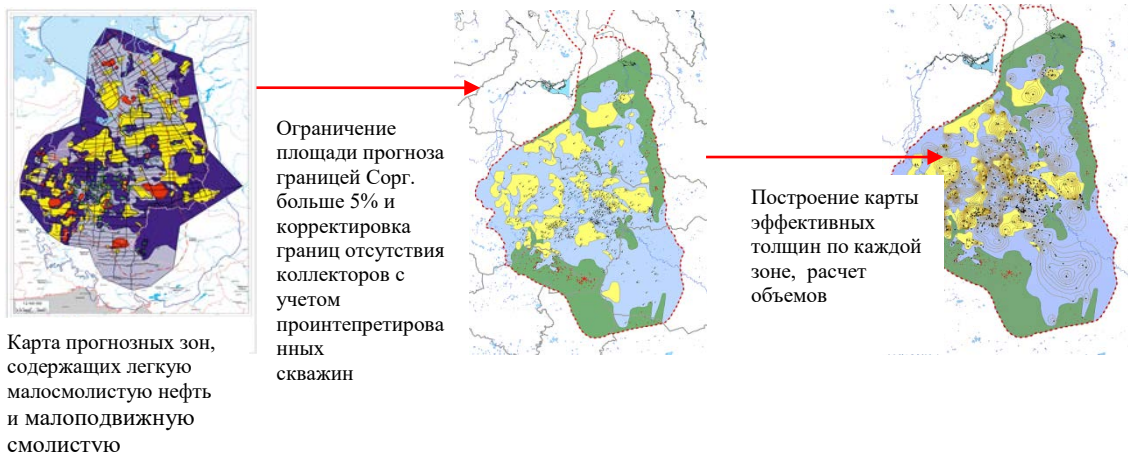 Ограничение
площади прогноза
границей Сорг.
больше 5% и
корректировка
границ отсутствия
коллекторов с
учетом
проинтепретирова
нных
скважин
Построение карты
эффективных
толщин по каждой
зоне, расчет
объемов
Карта прогнозных зон,
содержащих легкую
малосмолистую нефть
и малоподвижную
смолистую